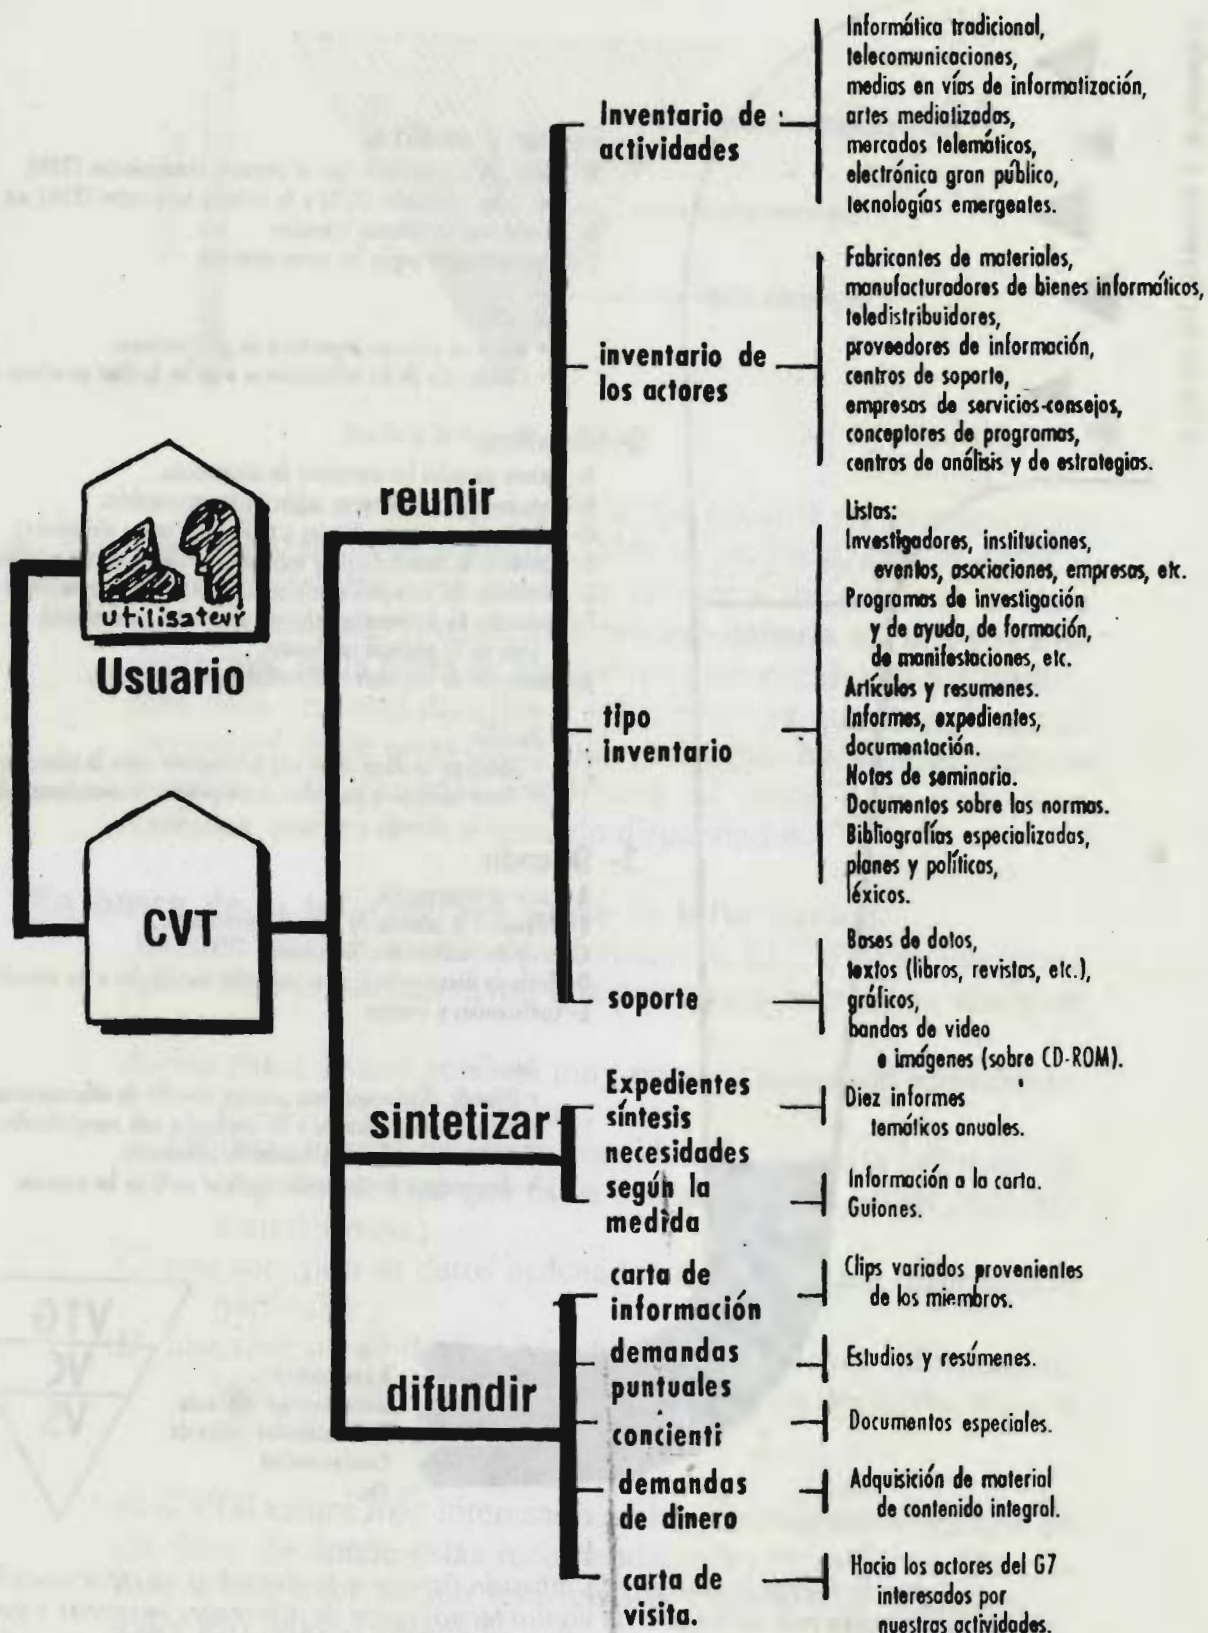 utilisateur
Usuario
CVT
reunir
Inventario de
actividades
Informática tradicional,
telecomunicaciones,
medios en vías de informatización,
artes mediatizadas,
mercados telemáticos,
electrónica gran público,
tecnologías emergentes.
inventario de
los actores
Fabricantes de materiales,
manufacturadores de bienes informáticos,
teledistribuidores,
proveedores de información,
centros de soporte,
empresas de servicios-consejos,
conceptores de programas,
centros de análisis y de estrategias.
tipo
inventario
Listas:
Investigadores, instituciones,
eventos, asociaciones, empresas, etc.
Programas de investigación
y de ayuda, de formación,
de manifestaciones, etc.
Artículos y resumenes.
Informes, expedientes,
documentación.
Notas de seminario.
Documentos sobre las normas.
Bibliografías especializadas,
planes y políticas,
léxicos.
soporte
Bases de datos,
textos (libros, revistas, etc.),
gráficos,
bandas de video
e imágenes (sobre CD-ROM).
sintetizar
Expedientes
síntesis
necesidades
según la
medida
Diez informes
temáticos anuales.
Información a la carta.
Guiones.
difundir
carta de
información
Clips variados provenientes
de los miembros.
demandas
puntuales
Estudios y resúmenes.
concienti
Documentos especiales.
demandas
de dinero
Adquisición de material
de contenido integral.
carta de
visita.
Hacia los actores del G7
interesados por
nuestras actividades.